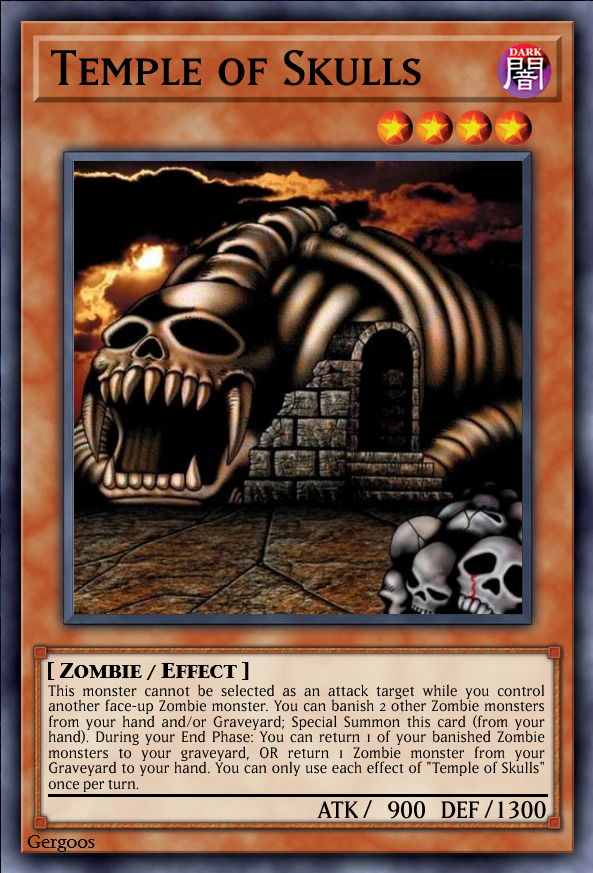 Temple of Skulls
DARK
闇
[ Zombie / Effect ]
This monster cannot be selected as an attack target while you control
another face-up Zombie monster. You can banish 2 other Zombie monsters
from your hand and/or Graveyard; Special Summon this card (from your
hand). During your End Phase: You can return 1 of your banished Zombie
monsters to your graveyard, OR return 1 Zombie monster from your
Graveyard to your hand. You can only use each effect of "Temple of Skulls"
once per turn.
ATK / 900 DEF / 1300
Gergoos